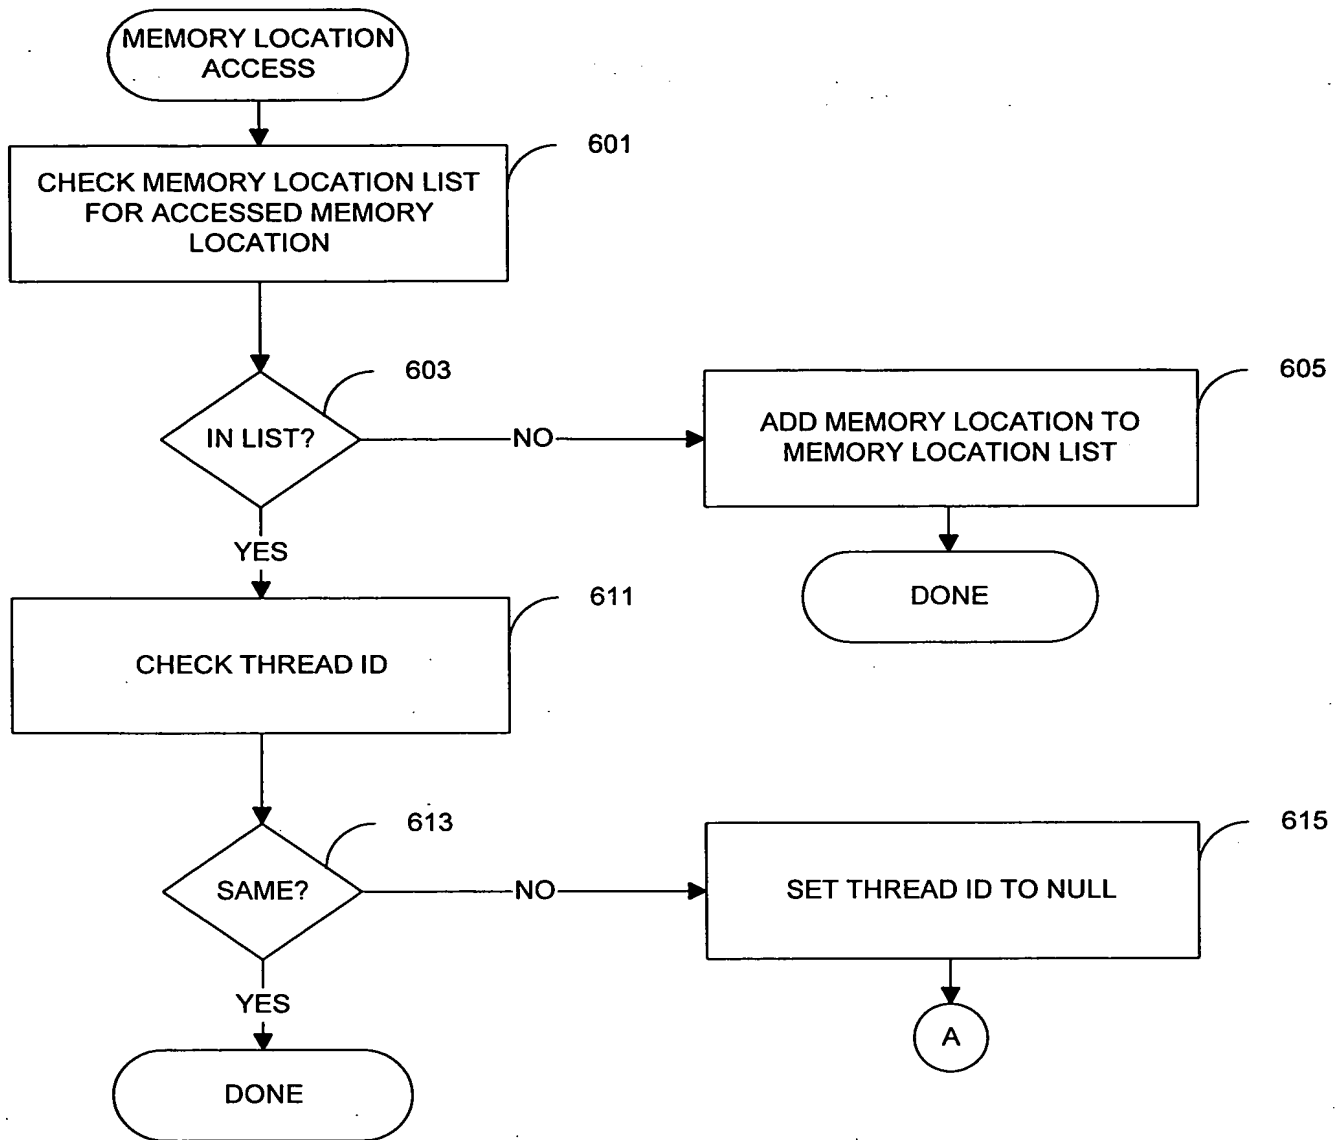 MEMORY LOCATION
ACCESS
601
CHECK MEMORY LOCATION LIST
FOR ACCESSED MEMORY
LOCATION
603
IN LIST?
NO
605
ADD MEMORY LOCATION TO
MEMORY LOCATION LIST
YES
DONE
611
CHECK THREAD ID
613
SAME?
NO
615
SET THREAD ID TO NULL
YES
A
DONE